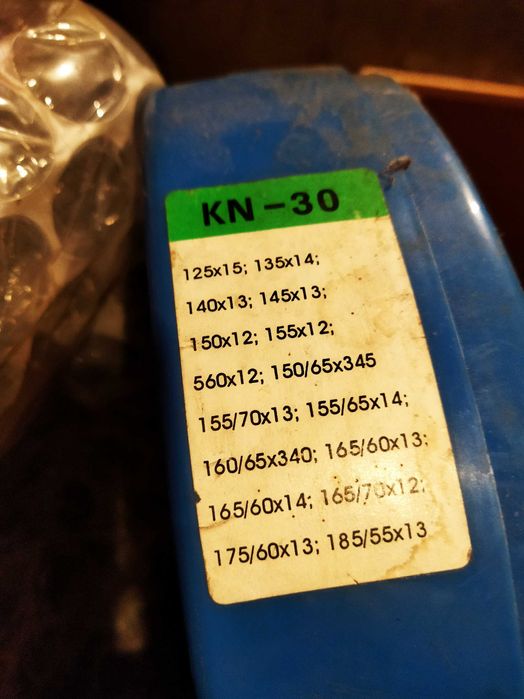 KN-30
125x15; 135x14;
140x13; 145x13;
150x12; 155x12;
560x12; 150/65x345
155/70x13; 155/65x14;
160/65x340; 165/60x13;
165/60x14; 165/70x12;
175/60x13; 185/55x13